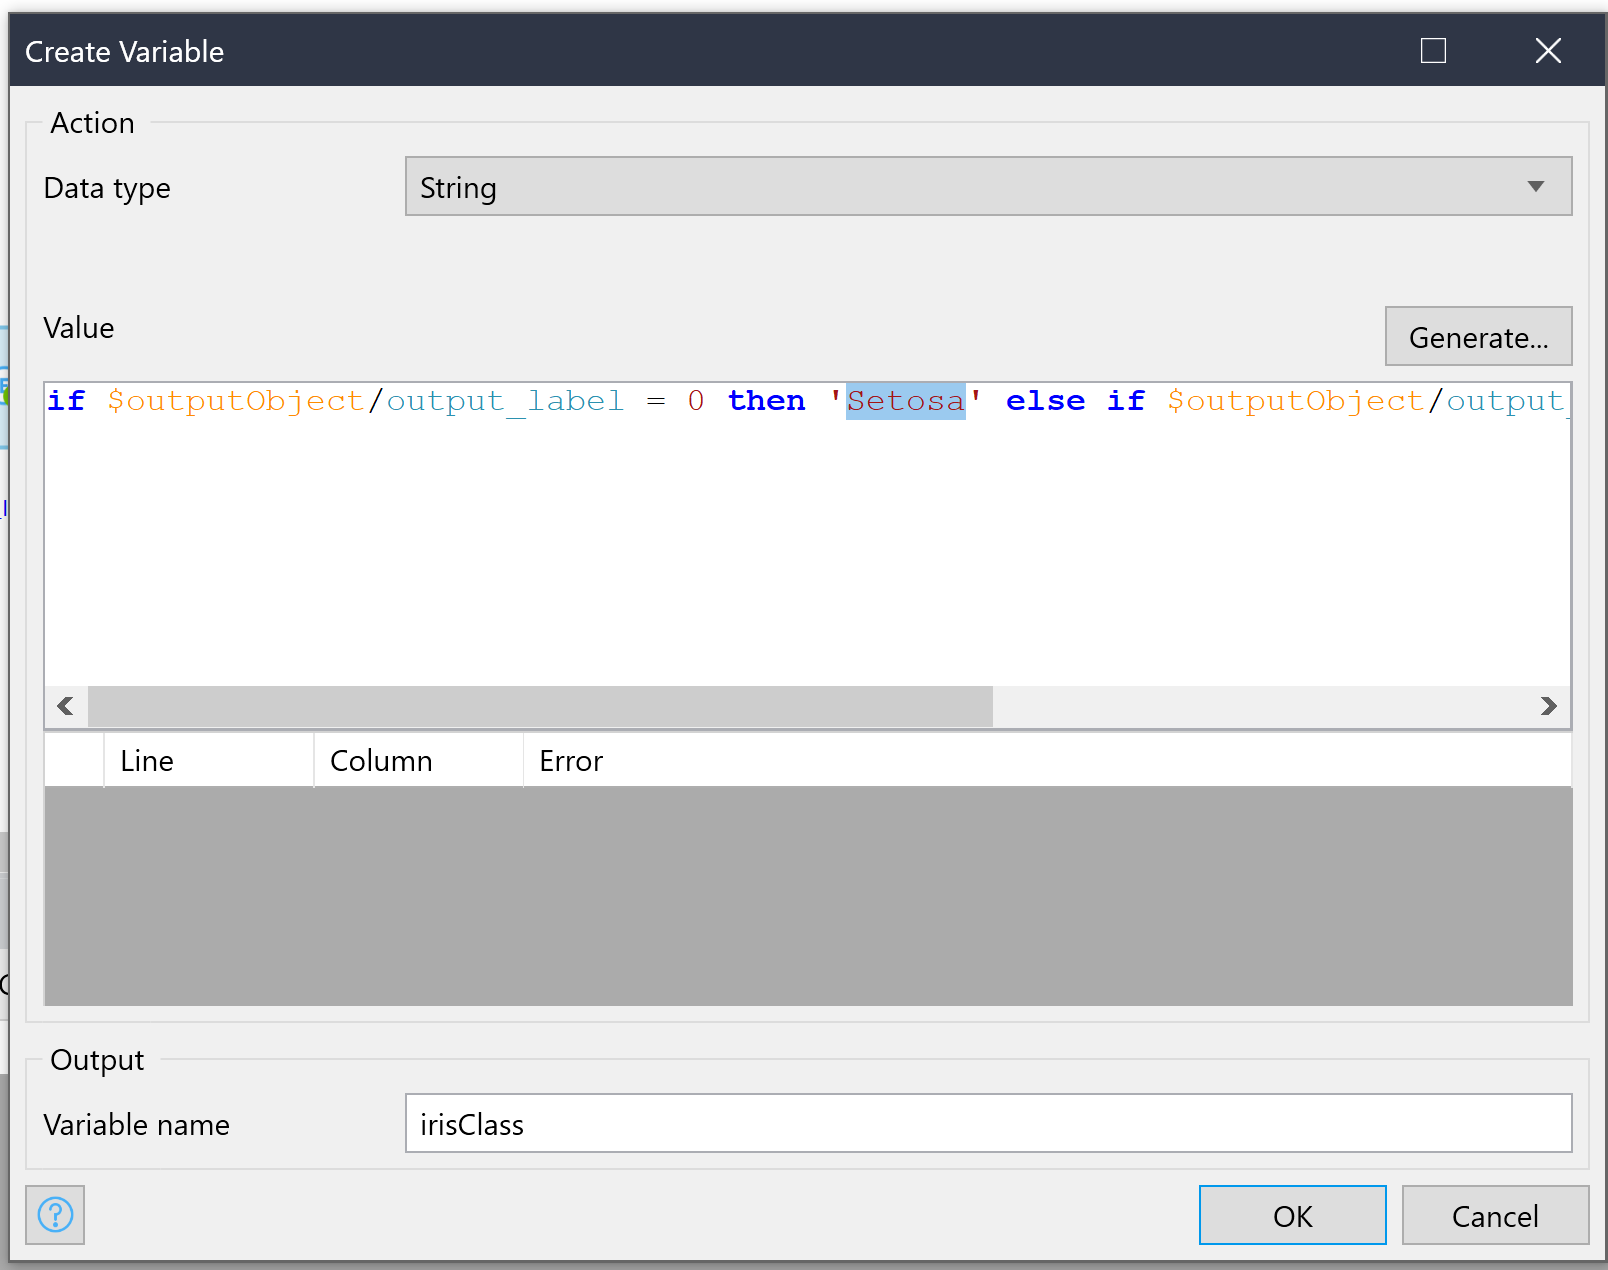 Create Variable
Action
Data type
String
Value
Generate...
if $outputObject/output_label = 0 then 'Setosa' else if $outputObject/output_
Line Column Error
Output
Variable name
irisClass
OK Cancel